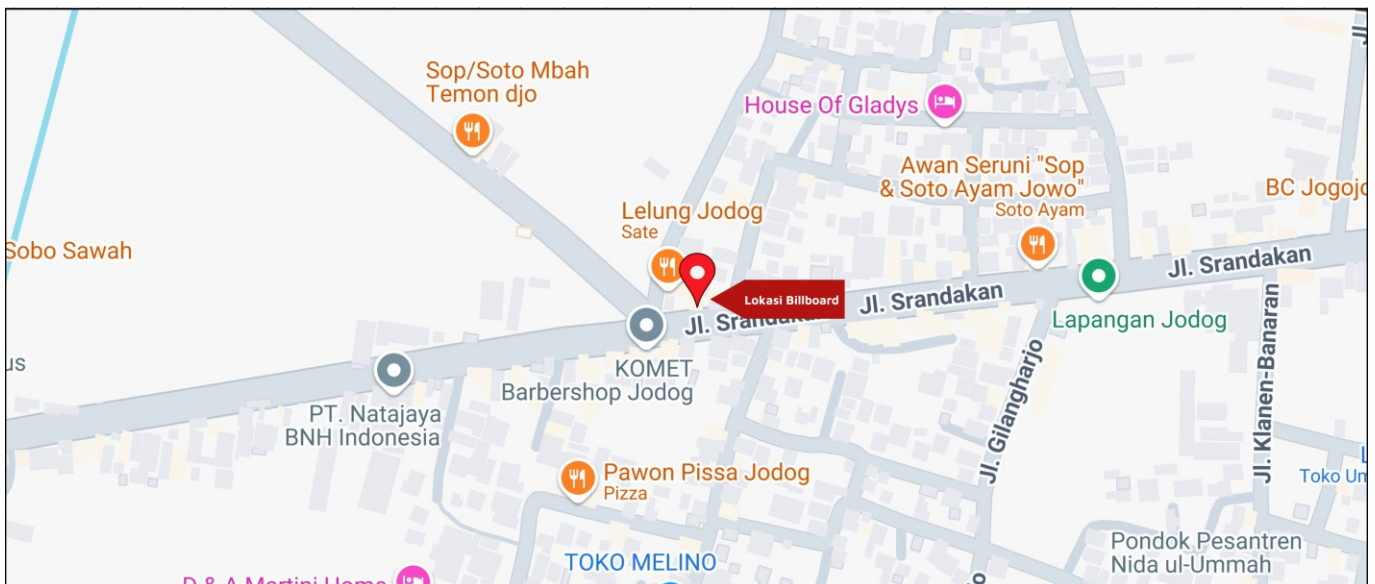 Sop/Soto Mbah
Temon djo
House Of Gladys
Awan Seruni "Sop
& Soto Ayam Jowo"
Soto Ayam
BC Jogojo
Lelung Jodog
Sate
Sobo Sawah
Lokasi Billboard
Jl. Srandakan
Jl. Srandakan
Jl. Srandakan
Lapangan Jodog
KOMET
Barbershop Jodog
PT. Natajaya
BNH Indonesia
Jl. Gilangharjo
Jl. Klanen-Banaran
Pawon Pissa Jodog
Pizza
Toko Um
Pondok Pesantren
Nida ul-Ummah
TOKO MELINO